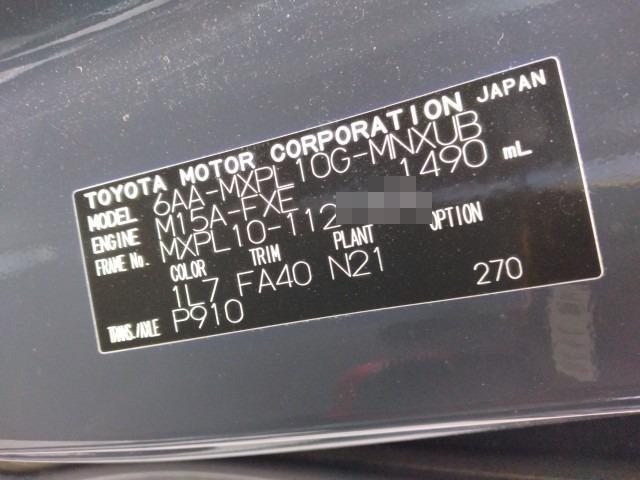 TOYOTA MOTOR CORPORATION JAPAN
MODEL 6AA-MXPL10G-MNXUB
ENGINE M15A-FXE 1490 mL
FRAME No. MXPL10-112
COLOR TRIM PLANT OPTION
1L7 FA40 N21 270
TRANS./AXLE P910